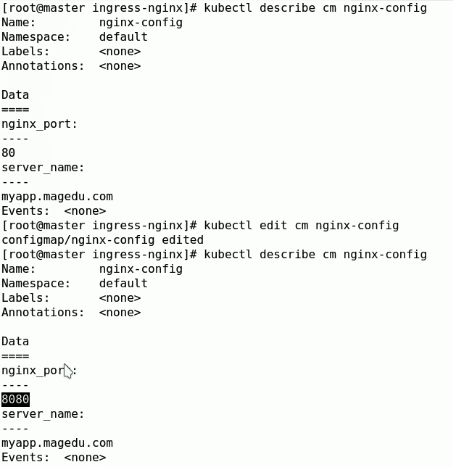 [root@master ingress-nginx]# kubectl describe cm nginx-config
Name:         nginx-config
Namespace:    default
Labels:       <none>
Annotations:  <none>

Data
====
nginx_port:
----
80
server_name:
----
myapp.magedu.com
Events:  <none>
[root@master ingress-nginx]# kubectl edit cm nginx-config
configmap/nginx-config edited
[root@master ingress-nginx]# kubectl describe cm nginx-config
Name:         nginx-config
Namespace:    default
Labels:       <none>
Annotations:  <none>

Data
====
nginx_port:
----
8080
server_name:
----
myapp.magedu.com
Events:  <none>